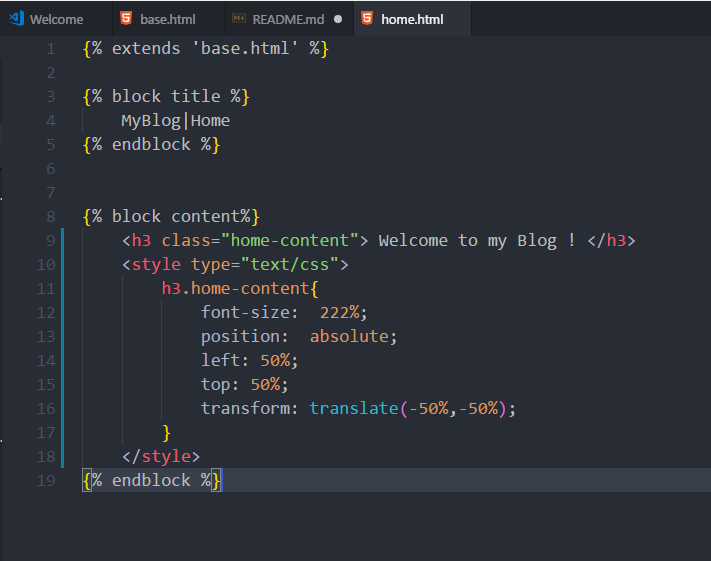 Welcome base.html README.md home.html
1 {% extends 'base.html' %}
2
3 {% block title %}
4 MyBlog|Home
5 {% endblock %}
6
7
8 {% block content%}
9 <h3 class="home-content"> Welcome to my Blog ! </h3>
10 <style type="text/css">
11 h3.home-content{
12 font-size:  222%;
13 position:  absolute;
14 left: 50%;
15 top: 50%;
16 transform: translate(-50%,-50%);
17 }
18 </style>
19 {% endblock %}